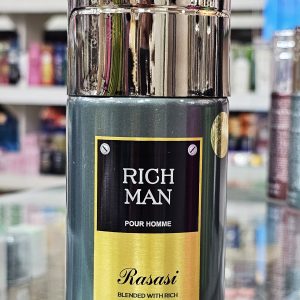 RICH
MAN
POUR HOMME
Rasasi
BLENDED WITH RICH